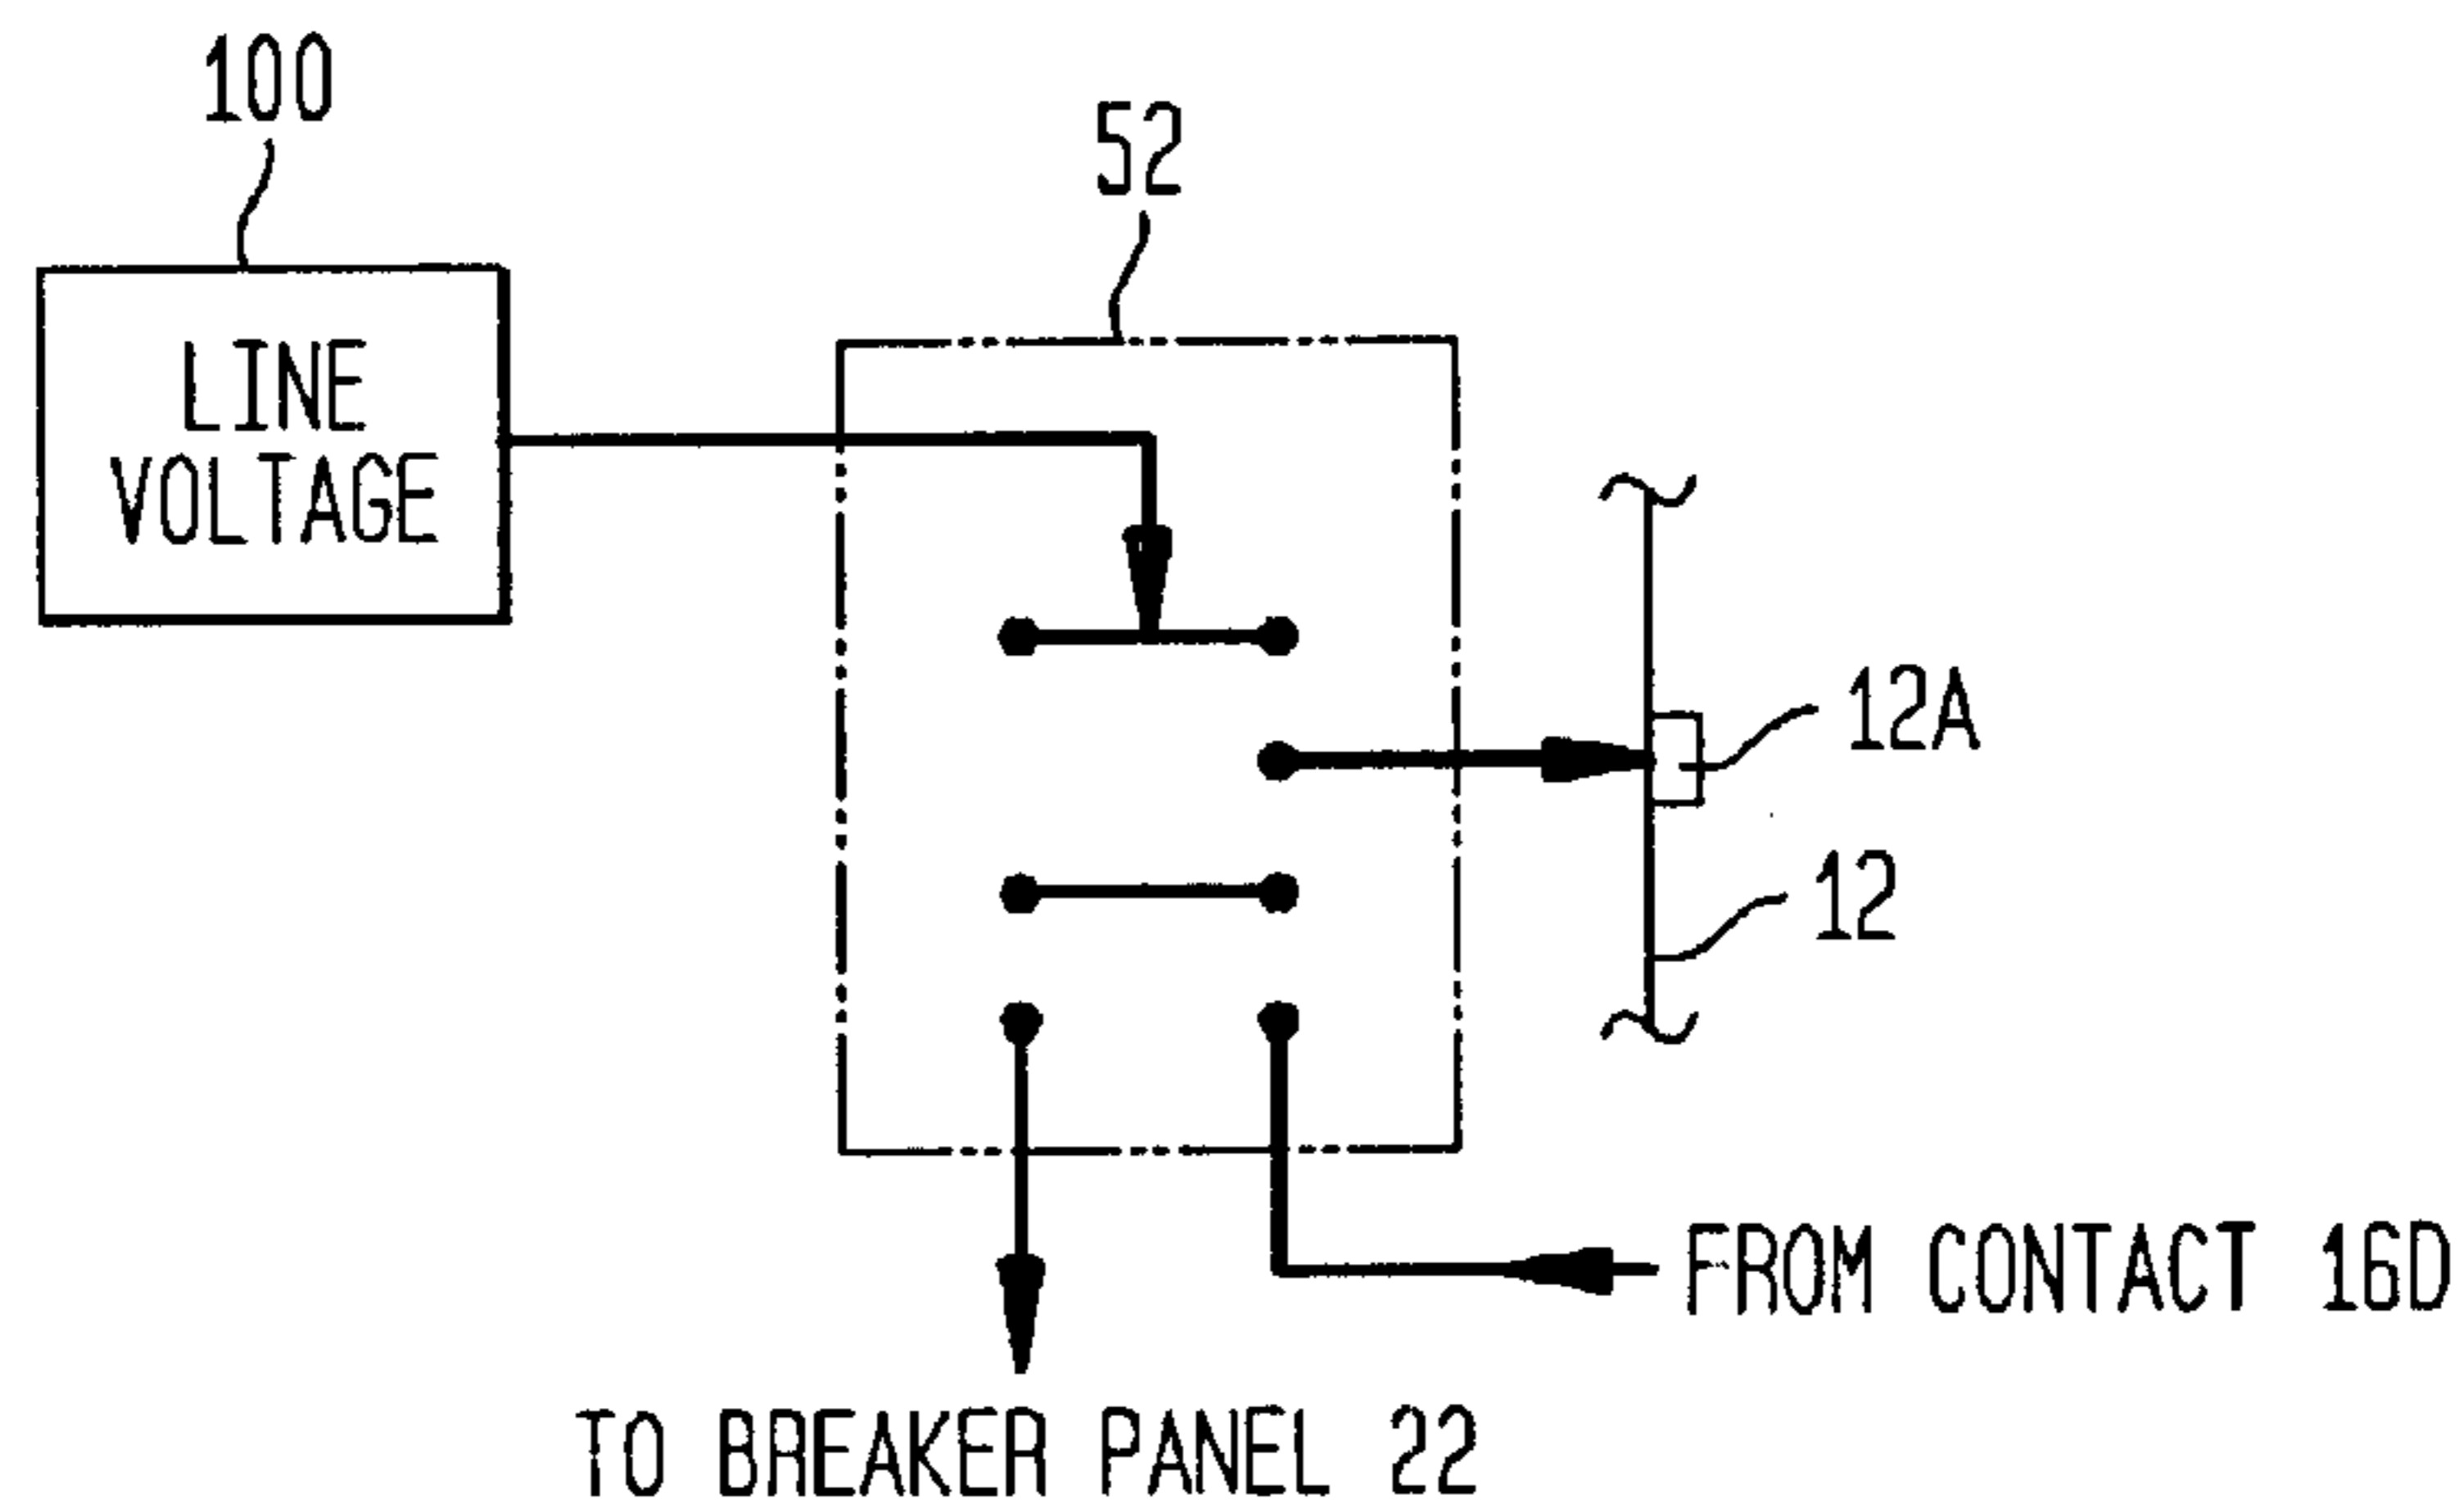 100
52
LINE
VOLTAGE
12A
12
FROM CONTACT 16D
TO BREAKER PANEL 22